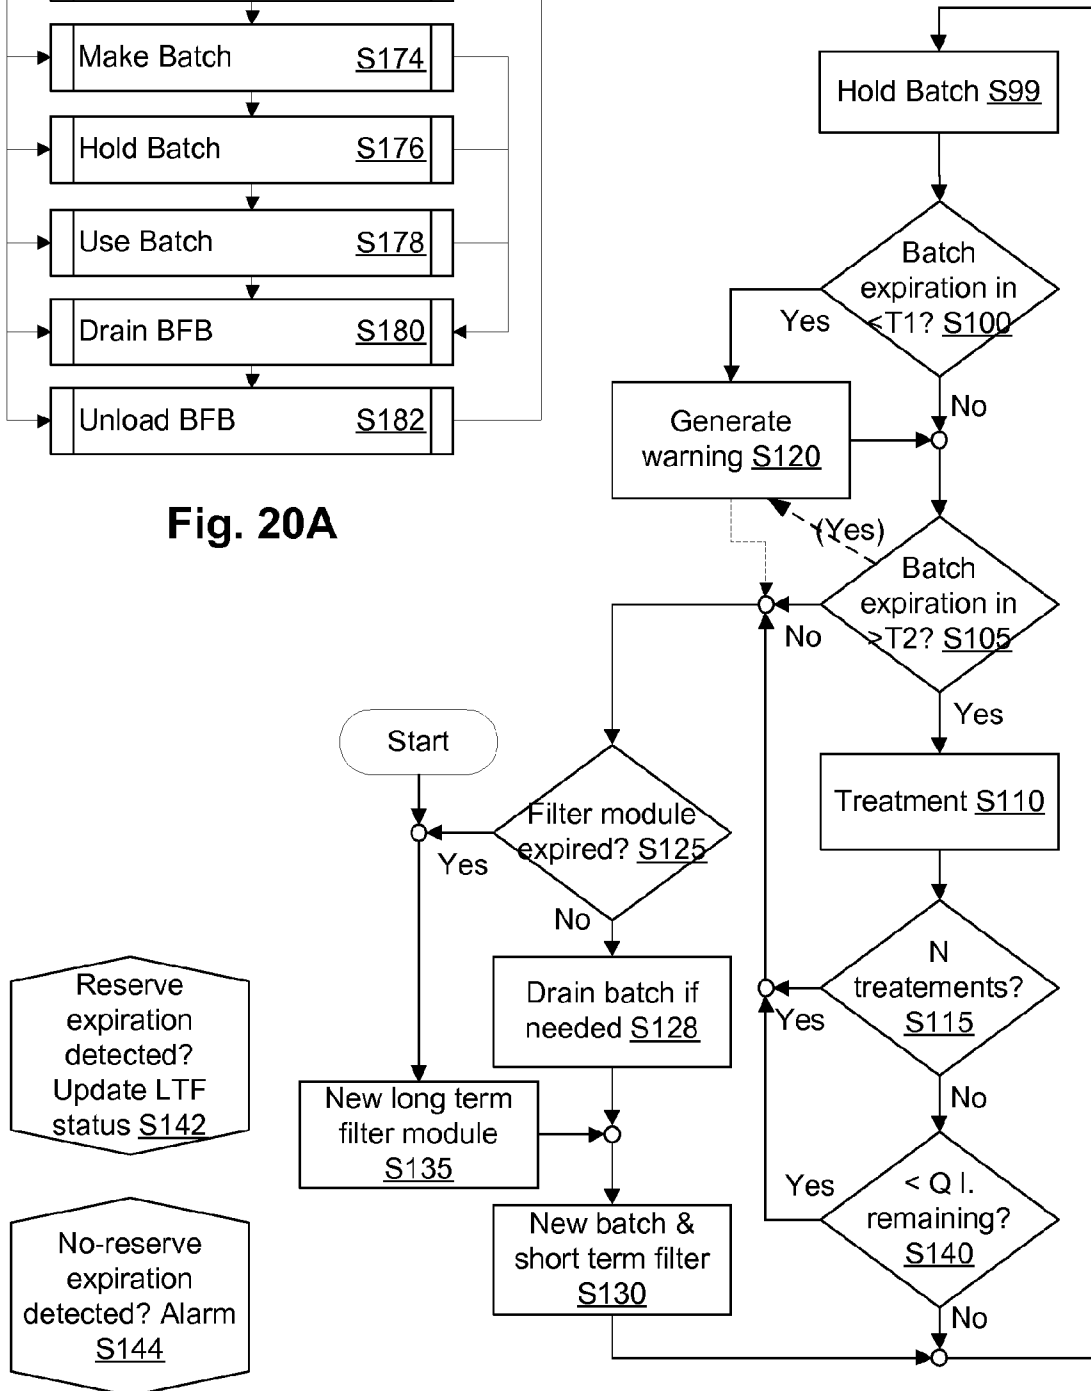 Make Batch S174
Hold Batch S176
Use Batch S178
Drain BFB S180
Unload BFB S182
Fig. 20A
Hold Batch S99
Batch
expiration in
<T1? S100
Yes
No
Generate
warning S120
(Yes)
Batch
expiration in
>T2? S105
No
Yes
Start
Filter module
expired? S125
Yes
No
Treatment S110
N
treatements?
S115
Yes
No
Drain batch if
needed S128
New long term
filter module
S135
New batch &
short term filter
S130
< Q l.
remaining?
S140
Yes
No
Reserve
expiration
detected?
Update LTF
status S142
No-reserve
expiration
detected? Alarm
S144